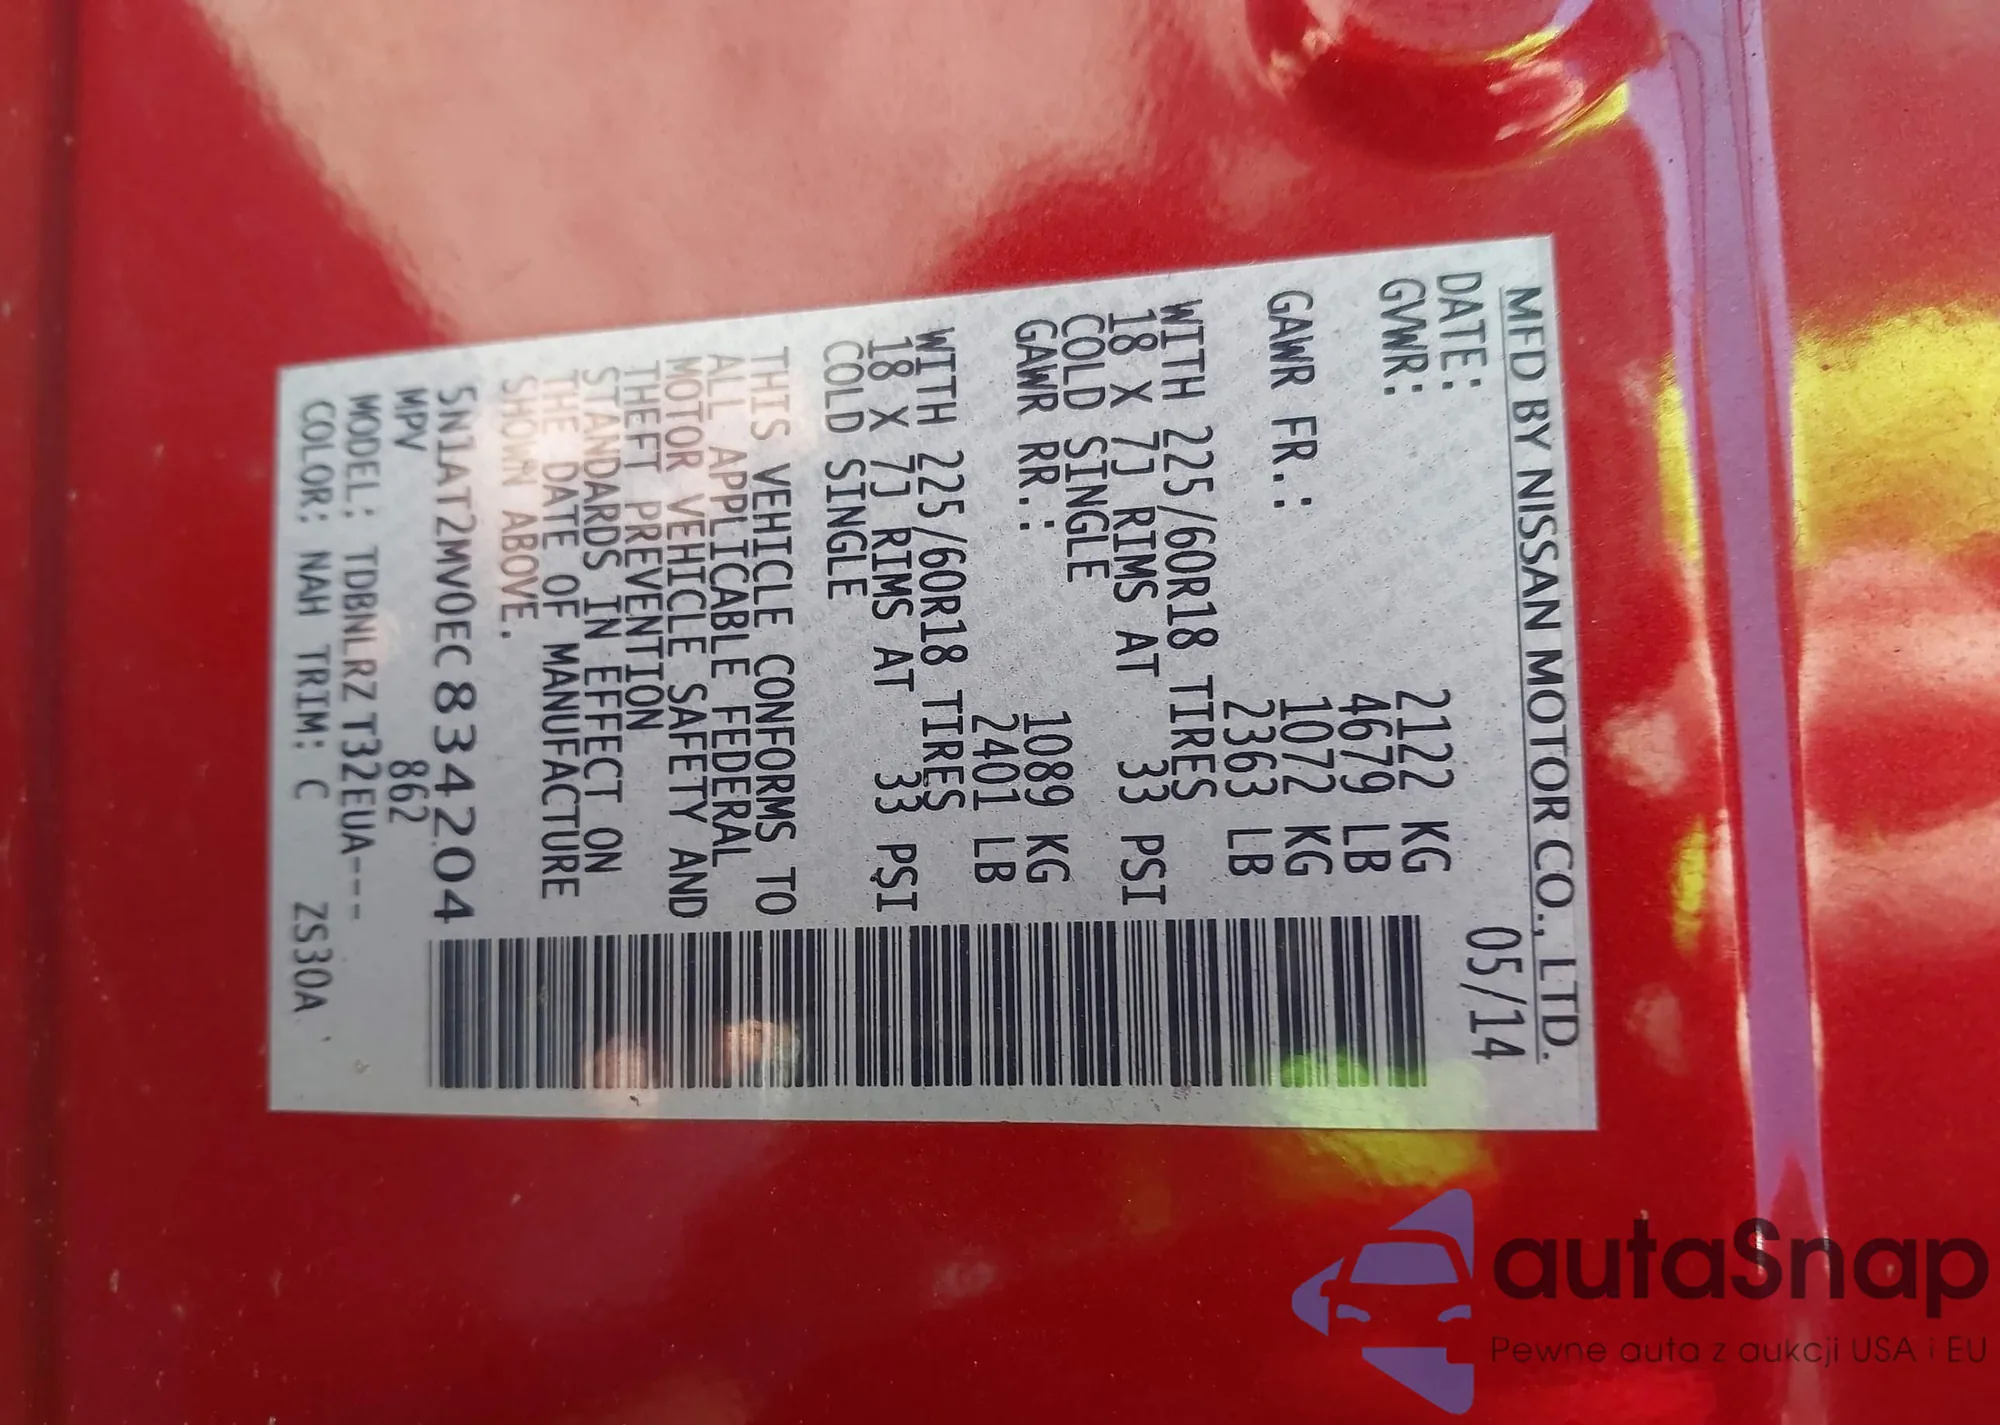 MFD BY NISSAN MOTOR CO., LTD.
DATE: 05/14
GVWR: 2122 KG
4679 LB
GAWR FR.: 1072 KG
2363 LB
WITH 225/60R18 TIRES
18 X 7J RIMS AT 33 PSI
COLD SINGLE
GAWR RR.: 1089 KG
2401 LB
WITH 225/60R18 TIRES
18 X 7J RIMS AT 33 PSI
COLD SINGLE
THIS VEHICLE CONFORMS TO
ALL APPLICABLE FEDERAL
MOTOR VEHICLE SAFETY AND
THEFT PREVENTION
STANDARDS IN EFFECT ON
THE DATE OF MANUFACTURE
SHOWN ABOVE.
5N1AT2MV0EC834204
MPV 862
MODEL: TDBNLRZ T32EUA---
COLOR: NAH TRIM: C ZS30A
autaSnap
Pewne auta z aukcji USA i EU